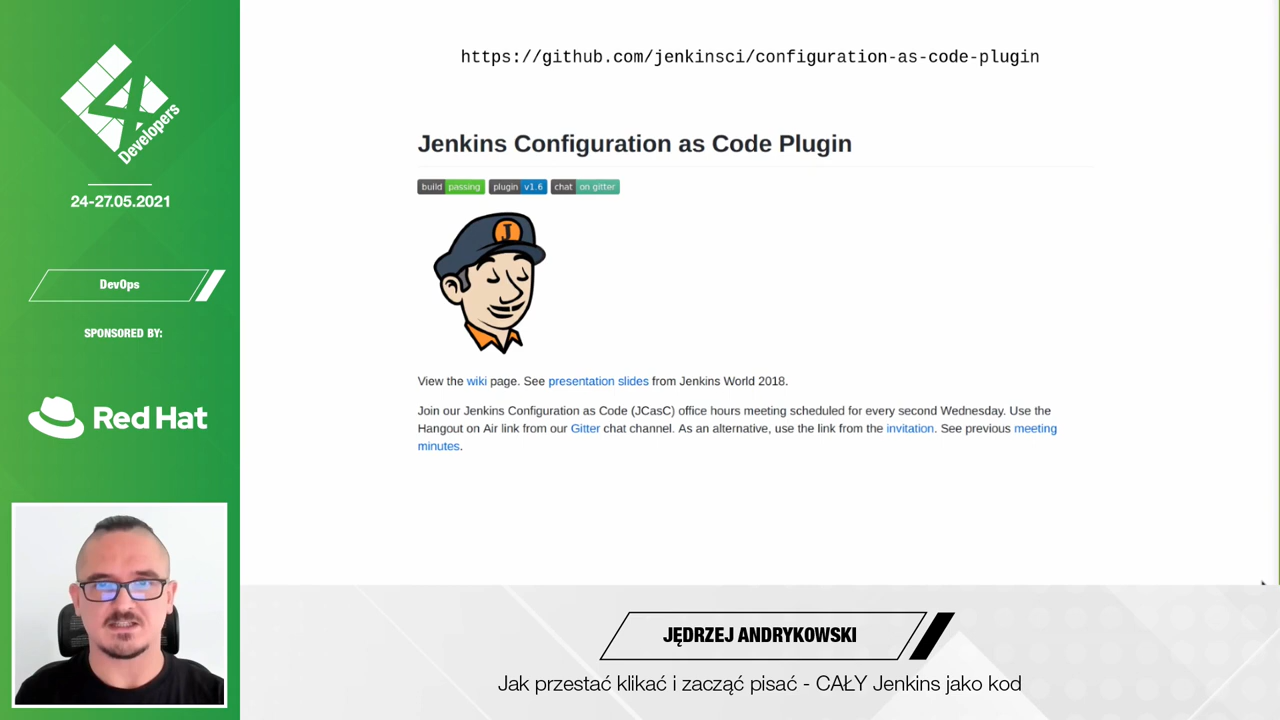 4
Developers
24-27.05.2021
DevOps
SPONSORED BY:
Red Hat
https://github.com/jenkinsci/configuration-as-code-plugin
Jenkins Configuration as Code Plugin
build passing plugin v1.6 chat on gitter
J
View the wiki page. See presentation slides from Jenkins World 2018.
Join our Jenkins Configuration as Code (JCasC) office hours meeting scheduled for every second Wednesday. Use the
Hangout on Air link from our Gitter chat channel. As an alternative, use the link from the invitation. See previous meeting
minutes.
JĘDRZEJ ANDRYKOWSKI
Jak przestać klikać i zacząć pisać - CAŁY Jenkins jako kod